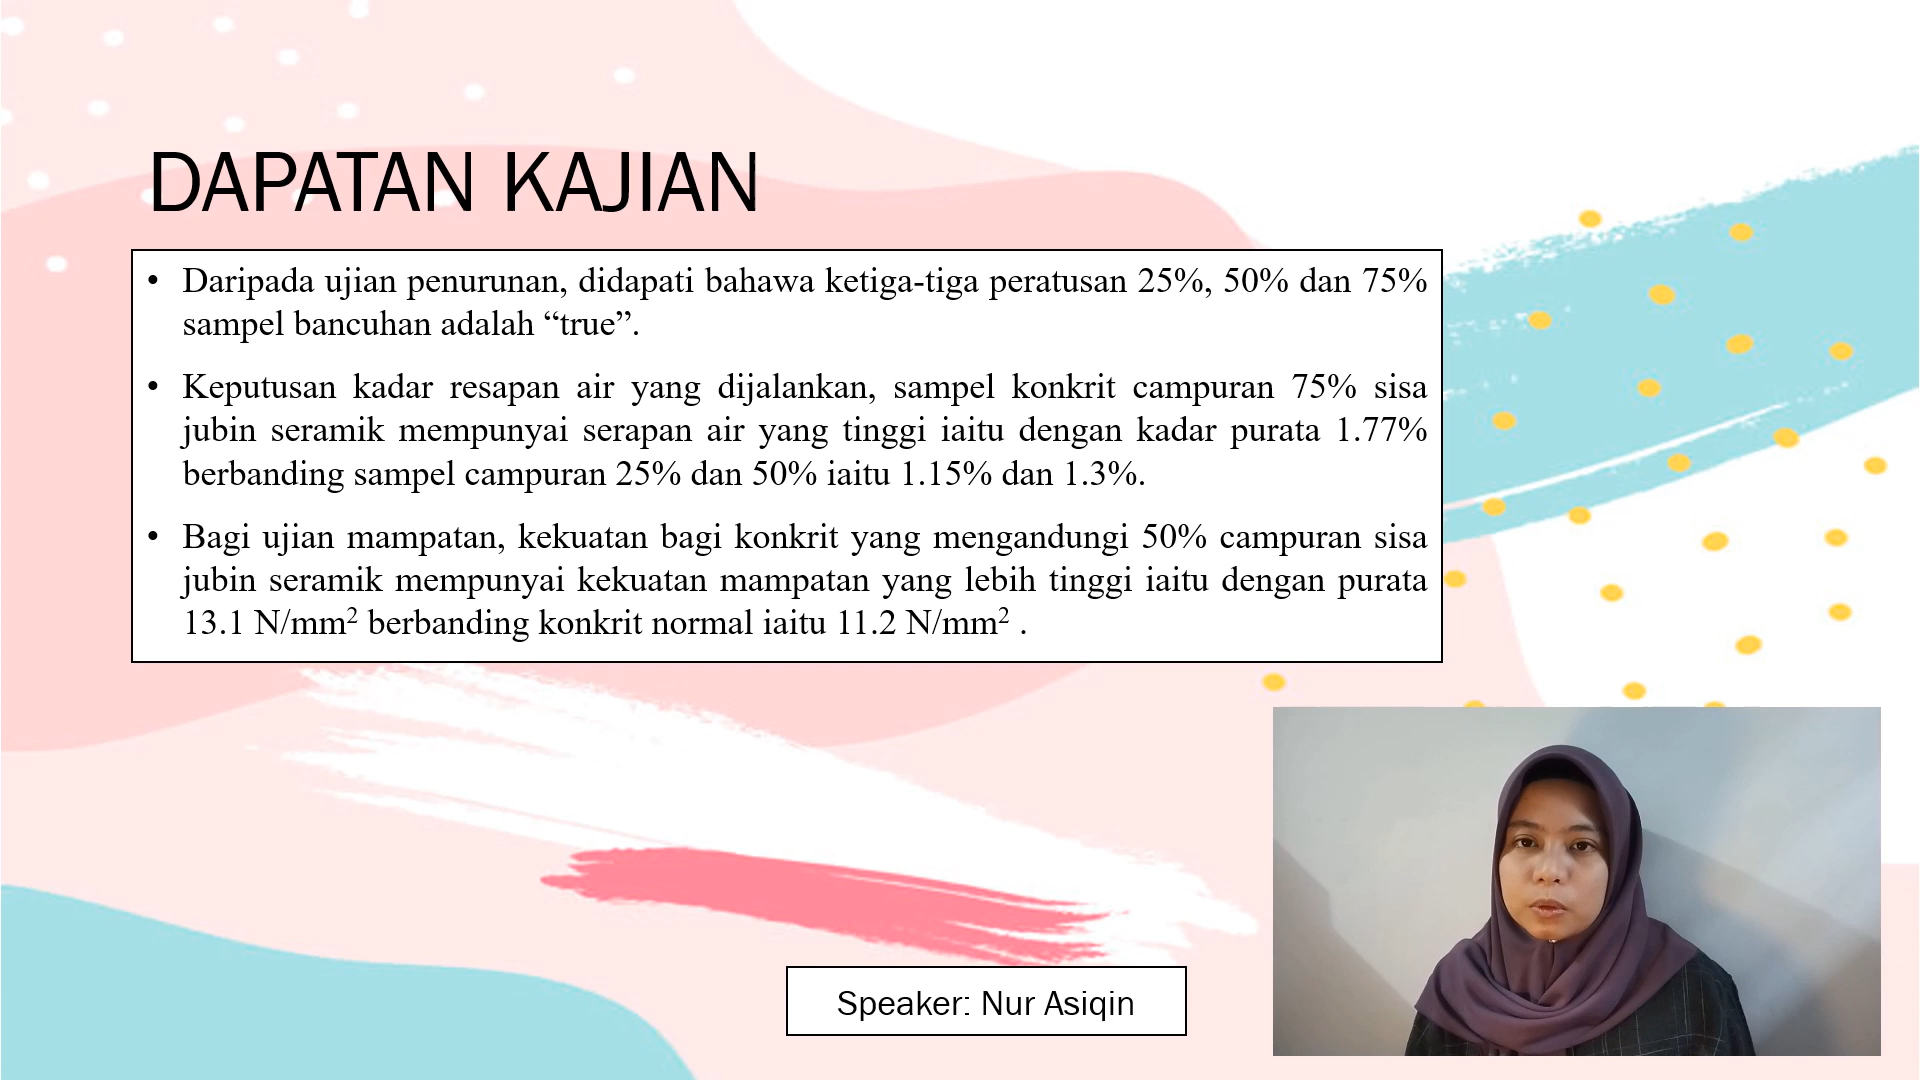 DAPATAN KAJIAN
• Daripada ujian penurunan, didapati bahawa ketiga-tiga peratusan 25%, 50% dan 75%
sampel bancuhan adalah “true”.
• Keputusan kadar resapan air yang dijalankan, sampel konkrit campuran 75% sisa
jubin seramik mempunyai serapan air yang tinggi iaitu dengan kadar purata 1.77%
berbanding sampel campuran 25% dan 50% iaitu 1.15% dan 1.3%.
• Bagi ujian mampatan, kekuatan bagi konkrit yang mengandungi 50% campuran sisa
jubin seramik mempunyai kekuatan mampatan yang lebih tinggi iaitu dengan purata
13.1 N/mm² berbanding konkrit normal iaitu 11.2 N/mm² .
Speaker: Nur Asiqin